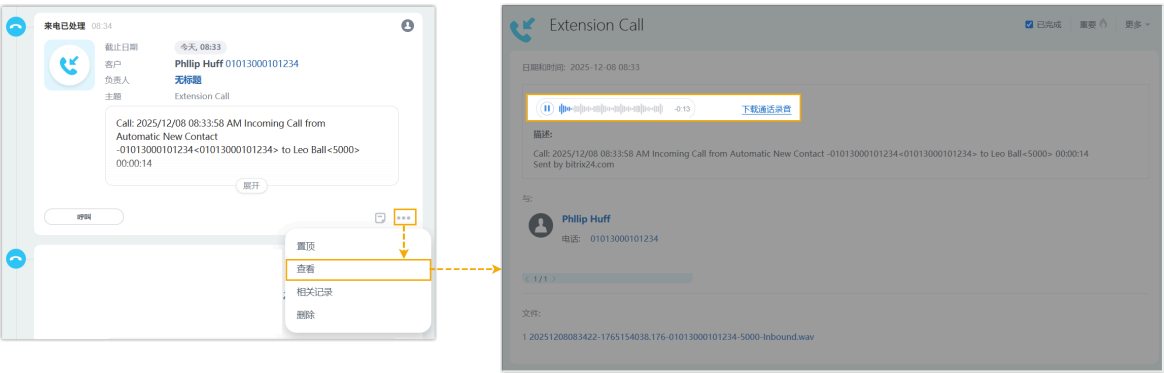 来电已处理 08:34
截止日期 今天, 08:33
客户 Phllip Huff 01013000101234
负责人 无标题
主题 Extension Call
Call: 2025/12/08 08:33:58 AM Incoming Call from
Automatic New Contact
-01013000101234<01013000101234> to Leo Ball<5000>
00:00:14
展开
呼叫
置顶
查看
相关记录
删除
Extension Call
已完成 重要 更多
日期和时间: 2025-12-08 08:33
-0:13 下载通话录音
描述:
Call: 2025/12/08 08:33:58 AM Incoming Call from Automatic New Contact -01013000101234<01013000101234> to Leo Ball<5000> 00:00:14
Sent by bitrix24.com
与:
Phllip Huff
电话: 01013000101234
< 1 / 1 >
文件:
1 20251208083422-1765154038.176-01013000101234-5000-Inbound.wav